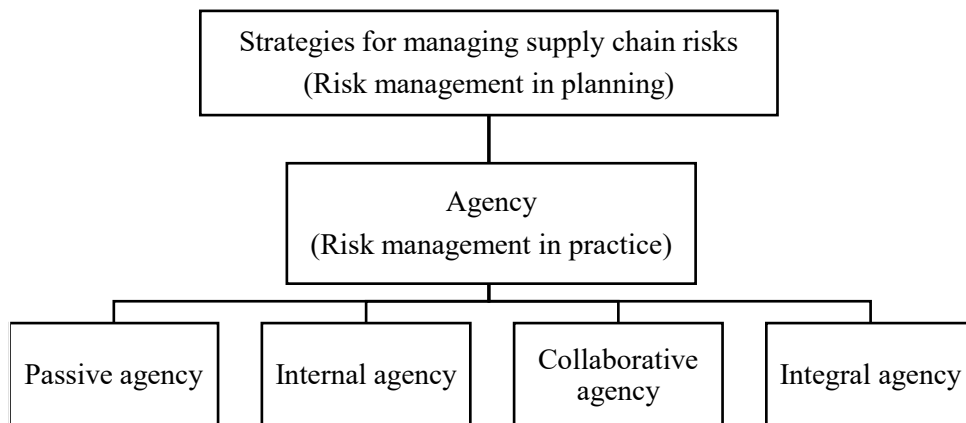 Strategies for managing supply chain risks
(Risk management in planning)
Agency
(Risk management in practice)
Passive agency
Internal agency
Collaborative
agency
Integral agency